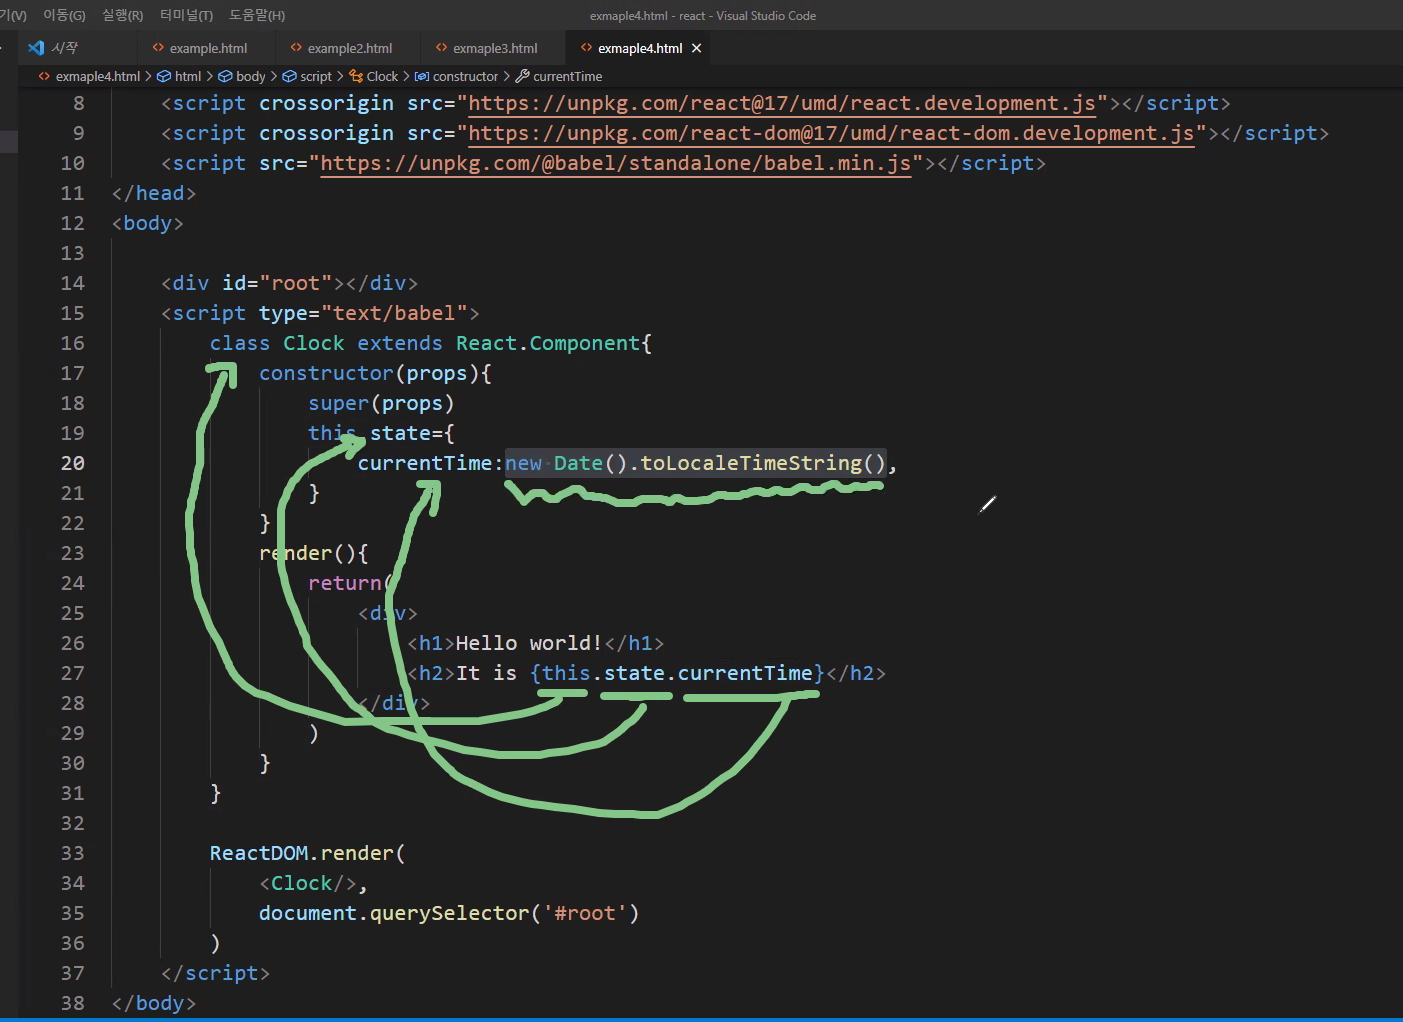 기(V) 이동(G) 실행(R) 터미널(T) 도움말(H) exmaple4.html - react - Visual Studio Code
시작 example.html example2.html exmaple3.html exmaple4.html
exmaple4.html > html > body > script > Clock > constructor > currentTime
8 <script crossorigin src="https://unpkg.com/react@17/umd/react.development.js"></script>
9 <script crossorigin src="https://unpkg.com/react-dom@17/umd/react-dom.development.js"></script>
10 <script src="https://unpkg.com/@babel/standalone/babel.min.js"></script>
11 </head>
12 <body>
13
14 <div id="root"></div>
15 <script type="text/babel">
16 class Clock extends React.Component{
17 constructor(props){
18 super(props)
19 this.state={
20 currentTime:new Date().toLocaleTimeString(),
21 }
22 }
23 render(){
24 return(
25 <div>
26 <h1>Hello world!</h1>
27 <h2>It is {this.state.currentTime}</h2>
28 </div>
29 )
30 }
31 }
32
33 ReactDOM.render(
34 <Clock/>,
35 document.querySelector('#root')
36 )
37 </script>
38 </body>